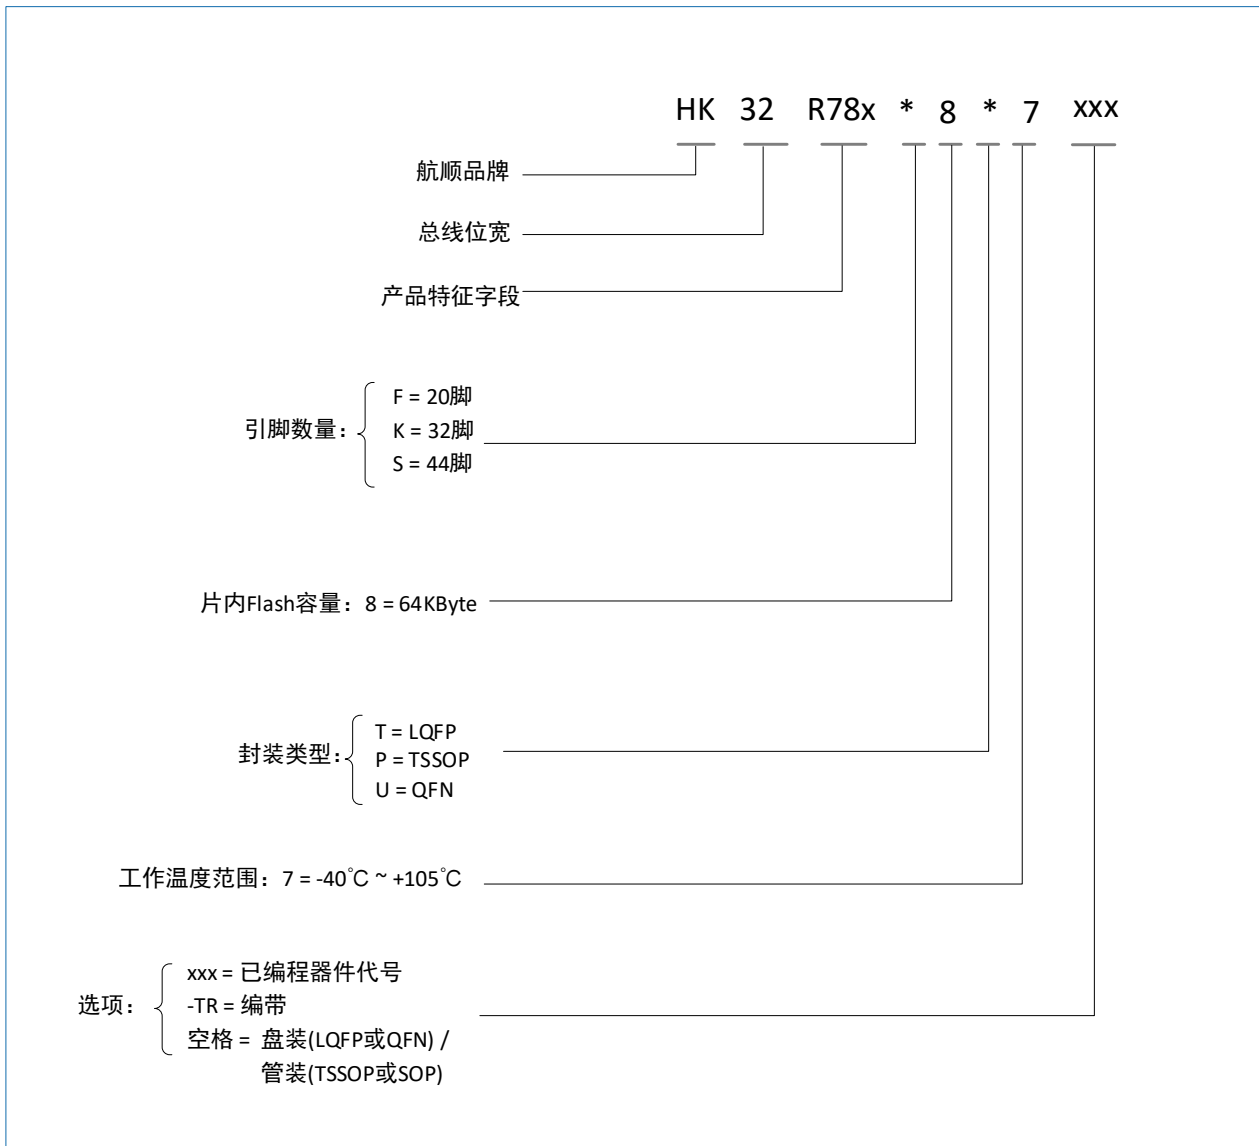 HK 32 R78x * 8 * 7 xxx
航顺品牌
总线位宽
产品特征字段
F = 20脚
引脚数量：
K = 32脚
S = 44脚
片内Flash容量：8 = 64KByte
T = LQFP
封装类型：
P = TSSOP
U = QFN
工作温度范围：7 = -40℃ ~ +105℃
xxx = 已编程器件代号
选项：
-TR = 编带
空格 = 盘装(LQFP或QFN) /
管装(TSSOP或SOP)